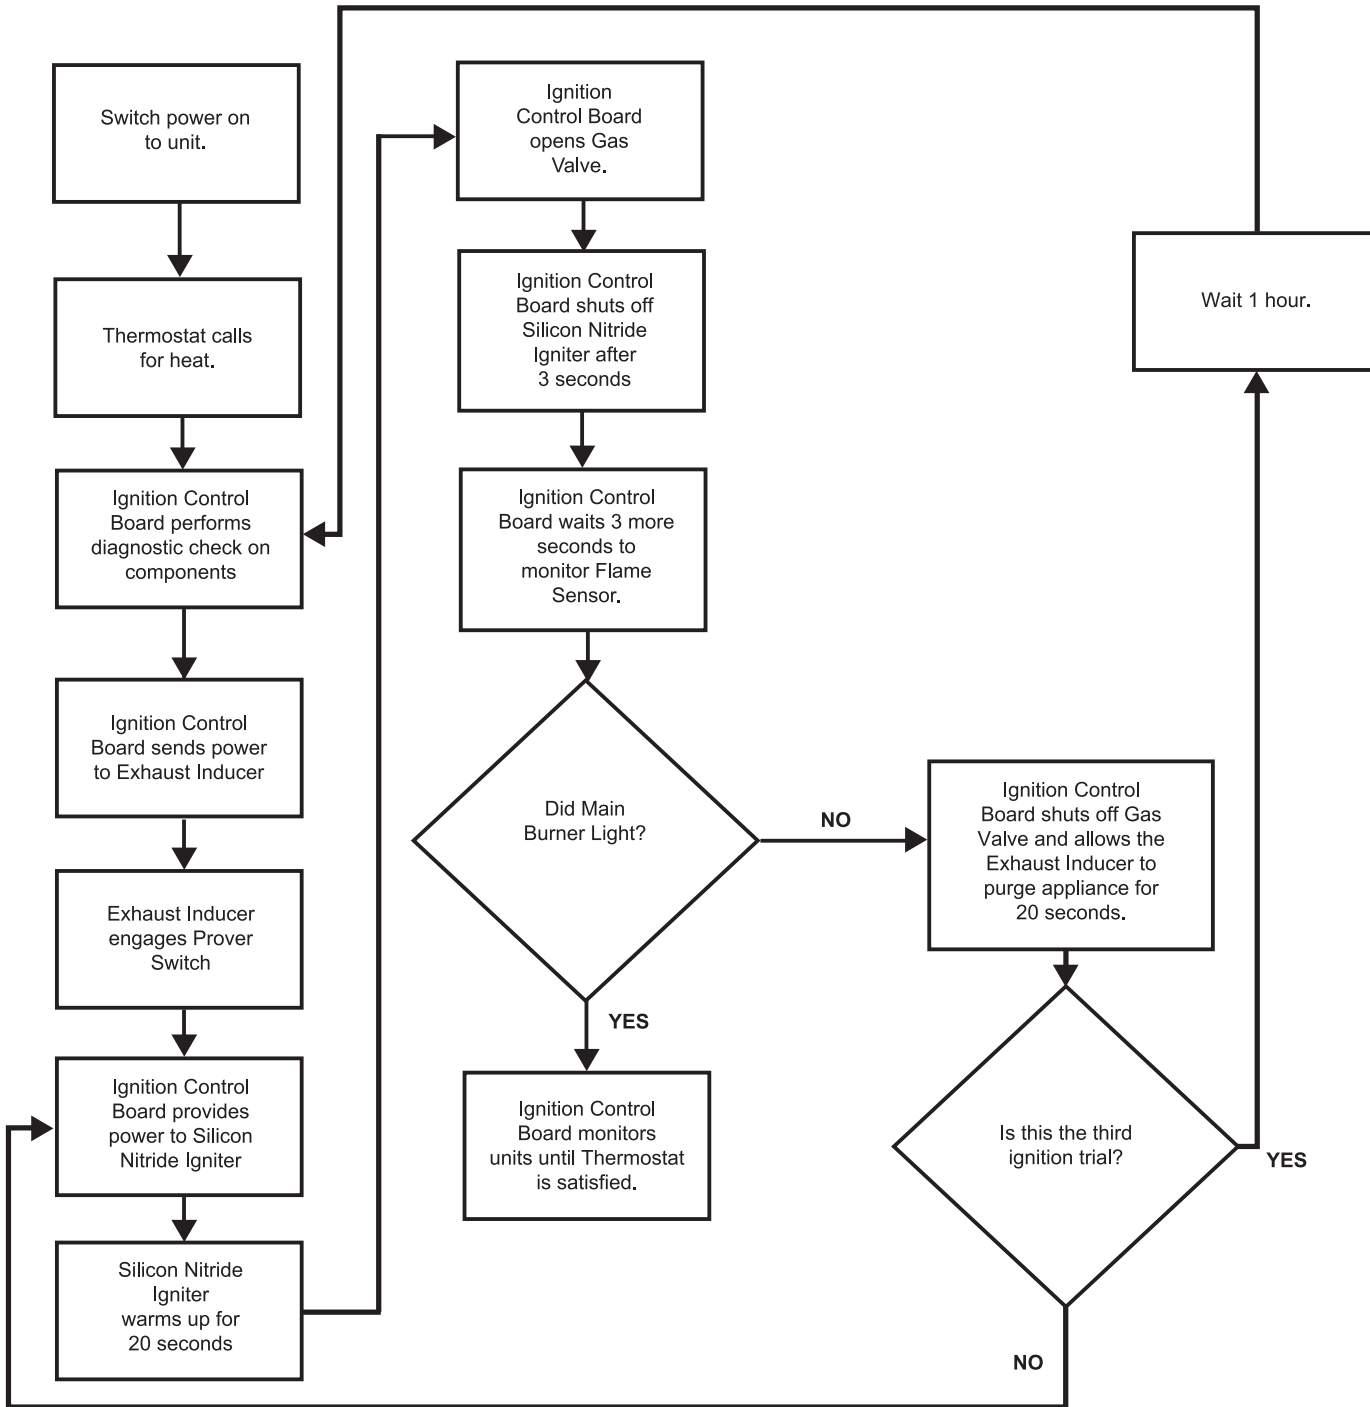 Switch power on
to unit.
Thermostat calls
for heat.
Ignition Control
Board performs
diagnostic check on
components
Ignition Control
Board sends power
to Exhaust Inducer
Exhaust Inducer
engages Prover
Switch
Ignition Control
Board provides
power to Silicon
Nitride Igniter
Silicon Nitride
Igniter
warms up for
20 seconds
Ignition
Control Board
opens Gas
Valve.
Ignition Control
Board shuts off
Silicon Nitride
Igniter after
3 seconds
Ignition Control
Board waits 3 more
seconds to
monitor Flame
Sensor.
Did Main
Burner Light?
NO
YES
Ignition Control
Board monitors
units until Thermostat
is satisfied.
Ignition Control
Board shuts off Gas
Valve and allows the
Exhaust Inducer to
purge appliance for
20 seconds.
Is this the third
ignition trial?
YES
NO
Wait 1 hour.